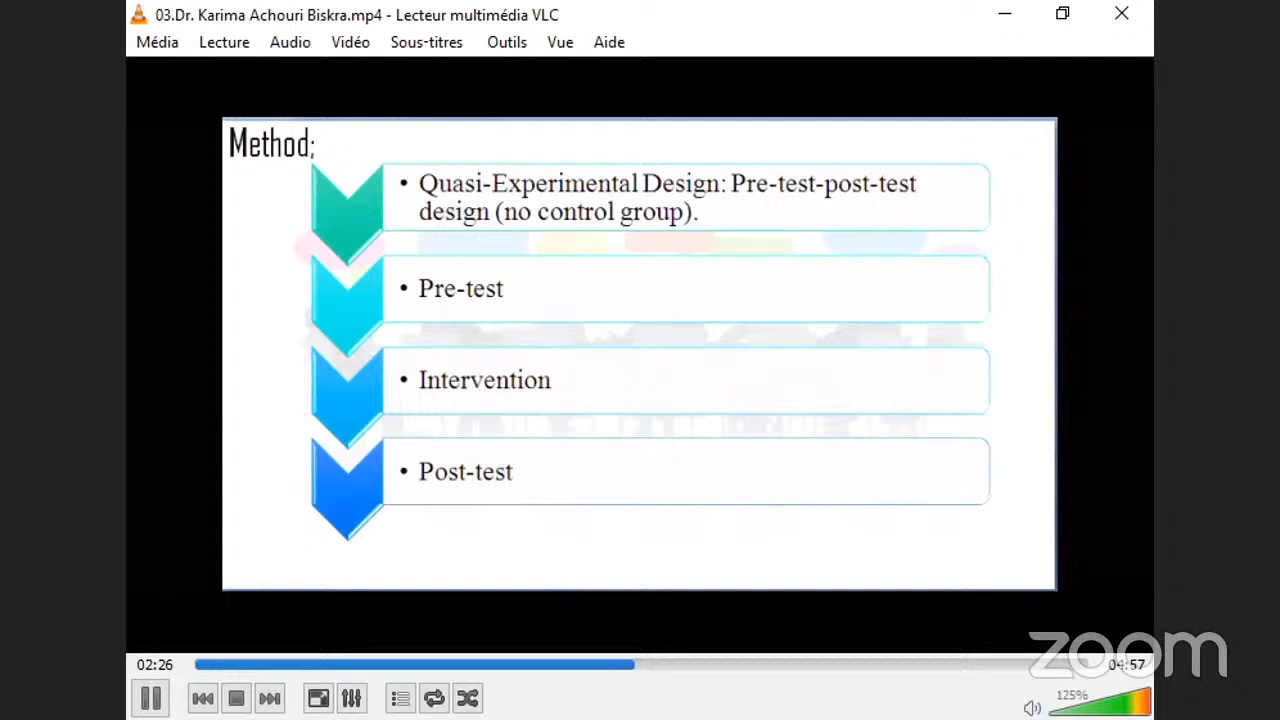 03.Dr. Karima Achouri Biskra.mp4 - Lecteur multimédia VLC
Média Lecture Audio Vidéo Sous-titres Outils Vue Aide
Method;
• Quasi-Experimental Design: Pre-test-post-test
design (no control group).
• Pre-test
• Intervention
• Post-test
zoom
02:26
04:57
125%